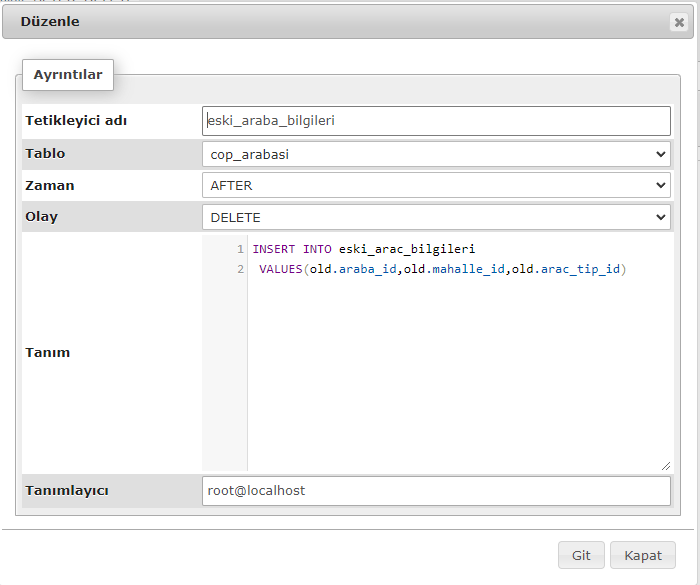 Düzenle
Ayrıntılar
Tetikleyici adı eski_araba_bilgileri
Tablo cop_arabasi
Zaman AFTER
Olay DELETE
Tanım
1 INSERT INTO eski_arac_bilgileri
2 VALUES(old.araba_id,old.mahalle_id,old.arac_tip_id)
Tanımlayıcı root@localhost
Git Kapat